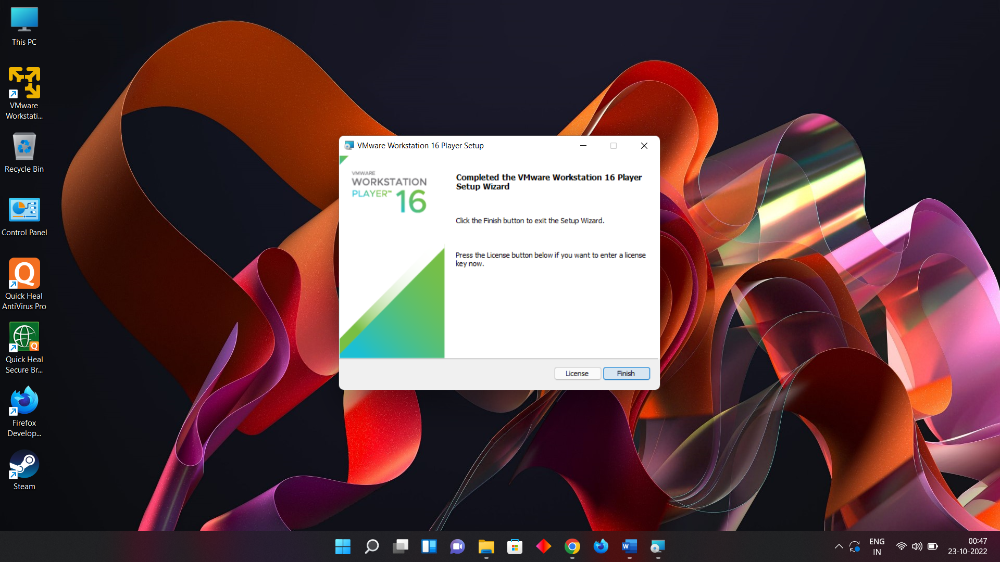 This PC
VMware
Workstati...
Recycle Bin
Control Panel
Quick Heal
AntiVirus Pro
Quick Heal
Secure Br...
Firefox
Develop...
Steam
VMware Workstation 16 Player Setup
VMWARE
WORKSTATION
PLAYER™ 16
Completed the VMware Workstation 16 Player
Setup Wizard
Click the Finish button to exit the Setup Wizard.
Press the License button below if you want to enter a license
key now.
License
Finish
ENG
IN
00:47
23-10-2022